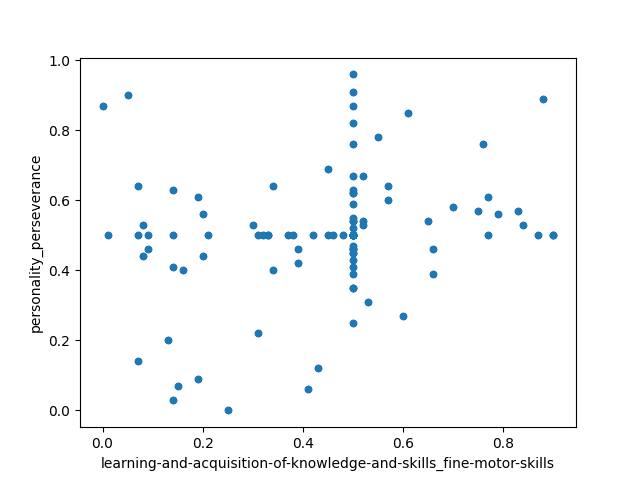 1.0
0.8
0.6
0.4
0.2
0.0
personality_perseverance
0.0 0.2 0.4 0.6 0.8
learning-and-acquisition-of-knowledge-and-skills_fine-motor-skills